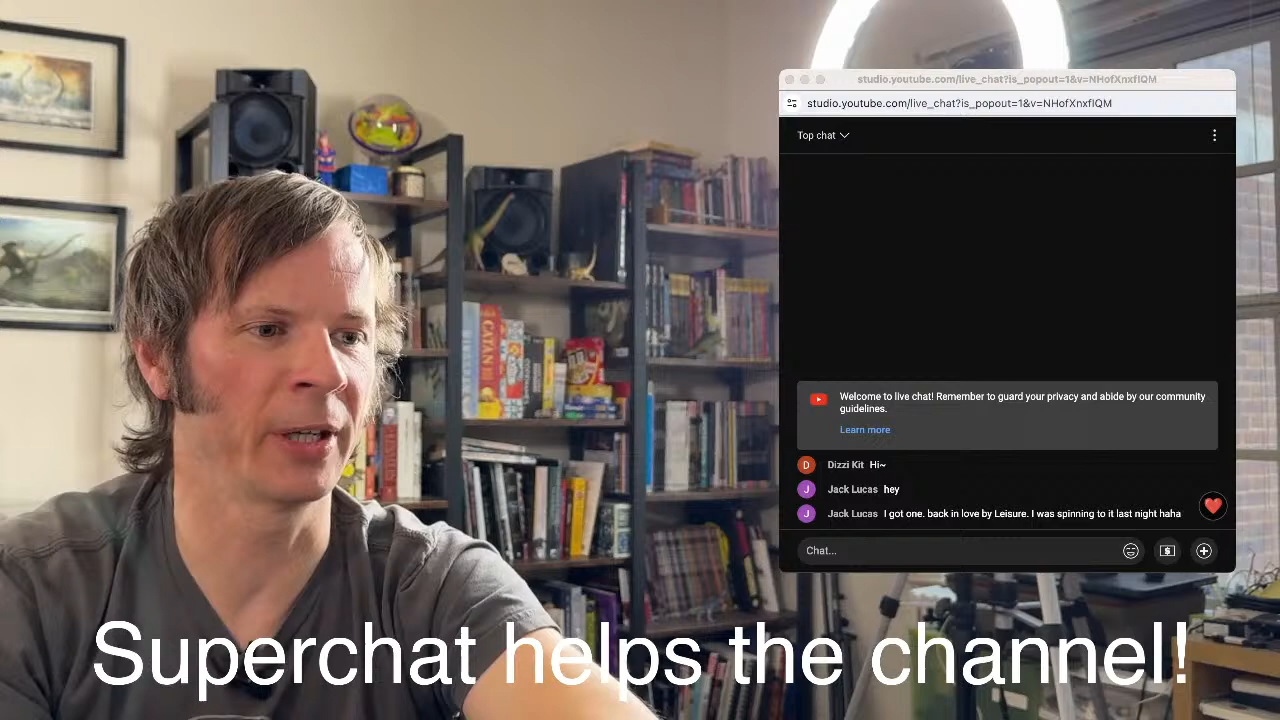 studio.youtube.com/live_chat?is_popout=1&v=NHofXnxflQM
studio.youtube.com/live_chat?is_popout=1&v=NHofXnxflQM
Top chat
Welcome to live chat! Remember to guard your privacy and abide by our community
guidelines.
Learn more
D Dizzi Kit Hi~
J Jack Lucas hey
J Jack Lucas I got one. back in love by Leisure. I was spinning to it last night haha
Chat...
CATAN
Superchat helps the channel!